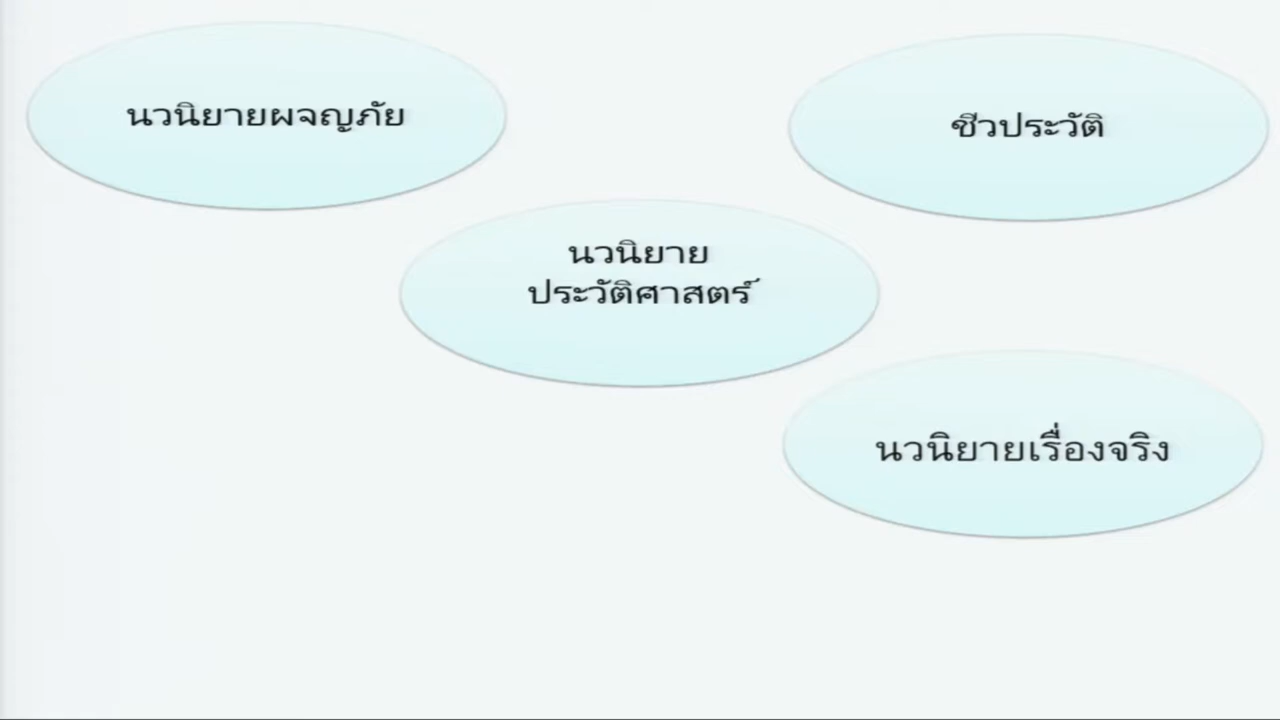 นวนิยายผจญภัย
ชีวประวัติ
นวนิยาย
ประวัติศาสตร์
นวนิยายเรื่องจริง